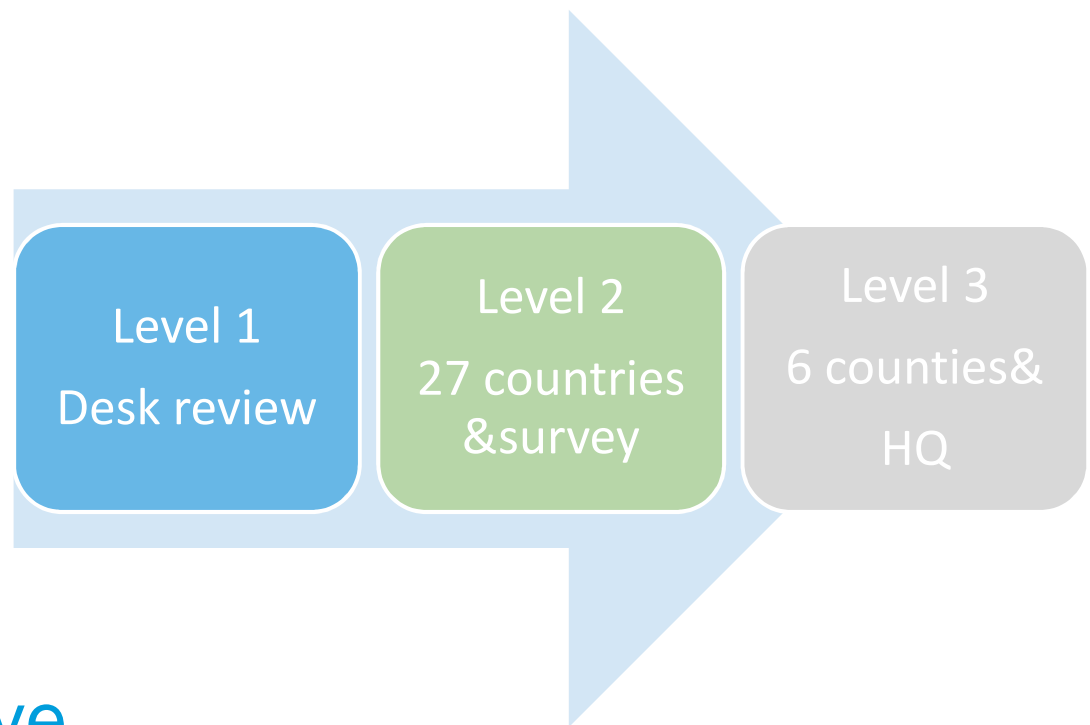 Level 1
Desk review
Level 2
27 countries
&survey
Level 3
6 counties&
HQ